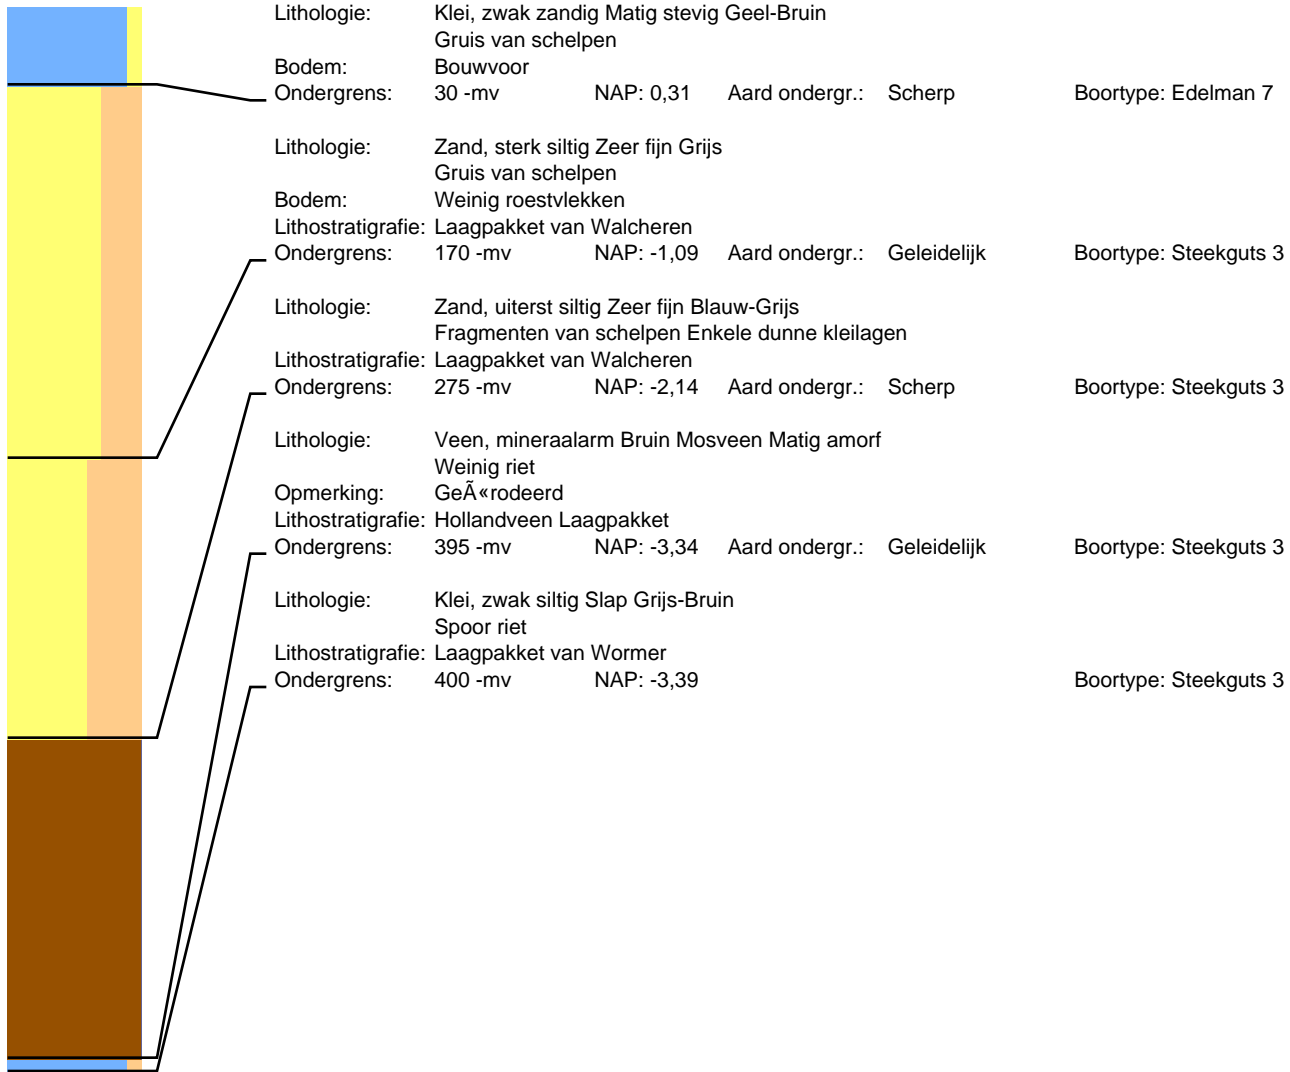 Lithologie: Klei, zwak zandig Matig stevig Geel-Bruin
Gruis van schelpen
Bodem: Bouwvoor
Ondergrens: 30 -mv NAP: 0,31 Aard ondergr.: Scherp Boortype: Edelman 7
Lithologie: Zand, sterk siltig Zeer fijn Grijs
Gruis van schelpen
Bodem: Weinig roestvlekken
Lithostratigrafie: Laagpakket van Walcheren
Ondergrens: 170 -mv NAP: -1,09 Aard ondergr.: Geleidelijk Boortype: Steekguts 3
Lithologie: Zand, uiterst siltig Zeer fijn Blauw-Grijs
Fragmenten van schelpen Enkele dunne kleilagen
Lithostratigrafie: Laagpakket van Walcheren
Ondergrens: 275 -mv NAP: -2,14 Aard ondergr.: Scherp Boortype: Steekguts 3
Lithologie: Veen, mineraalarm Bruin Mosveen Matig amorf
Weinig riet
Opmerking: GeÃ«rodeerd
Lithostratigrafie: Hollandveen Laagpakket
Ondergrens: 395 -mv NAP: -3,34 Aard ondergr.: Geleidelijk Boortype: Steekguts 3
Lithologie: Klei, zwak siltig Slap Grijs-Bruin
Spoor riet
Lithostratigrafie: Laagpakket van Wormer
Ondergrens: 400 -mv NAP: -3,39 Boortype: Steekguts 3